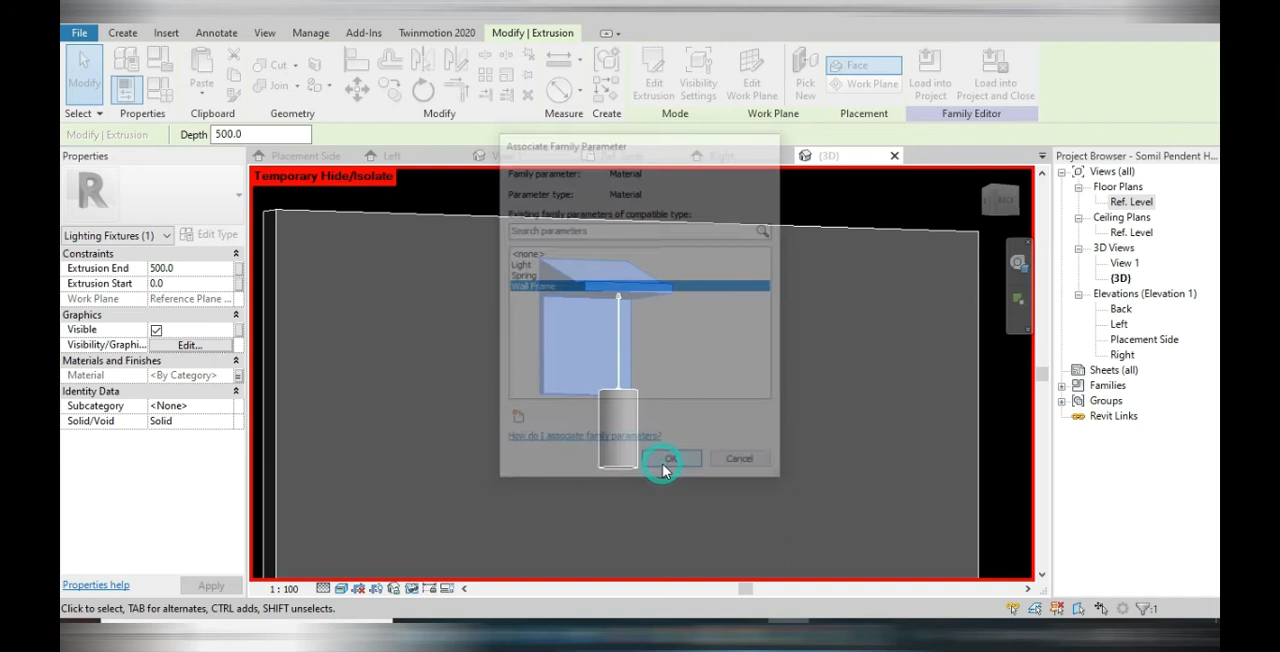 File Create Insert Annotate View Manage Add-Ins Twinmotion 2020 Modify | Extrusion
Modify
Paste
Cut
Join
Edit Extrusion
Visibility Settings
Edit Work Plane
Pick New
Face
Work Plane
Load into Project
Load into Project and Close
Select Properties Clipboard Geometry Modify Measure Create Mode Work Plane Placement Family Editor
Modify | Extrusion Depth 500.0
Properties
Placement Side Left Right (3D)
Project Browser - Somil Pendent H...
Temporary Hide/Isolate
R
Lighting Fixtures (1) Edit Type
Constraints
Extrusion End 500.0
Extrusion Start 0.0
Work Plane Reference Plane ...
Graphics
Visible
Visibility/Graphi... Edit...
Materials and Finishes
Material <By Category>
Identity Data
Subcategory <None>
Solid/Void Solid
Properties help Apply
Associate Family Parameter
Family parameter: Material
Parameter type: Material
Existing family parameters of compatible type:
Search parameters
<none>
Light
Spring
Wall Frame
How do I associate family parameters?
OK Cancel
BACK
Views (all)
Floor Plans
Ref. Level
Ceiling Plans
Ref. Level
3D Views
View 1
(3D)
Elevations (Elevation 1)
Back
Left
Placement Side
Right
Sheets (all)
Families
Groups
Revit Links
1 : 100
Click to select, TAB for alternates, CTRL adds, SHIFT unselects.
:1